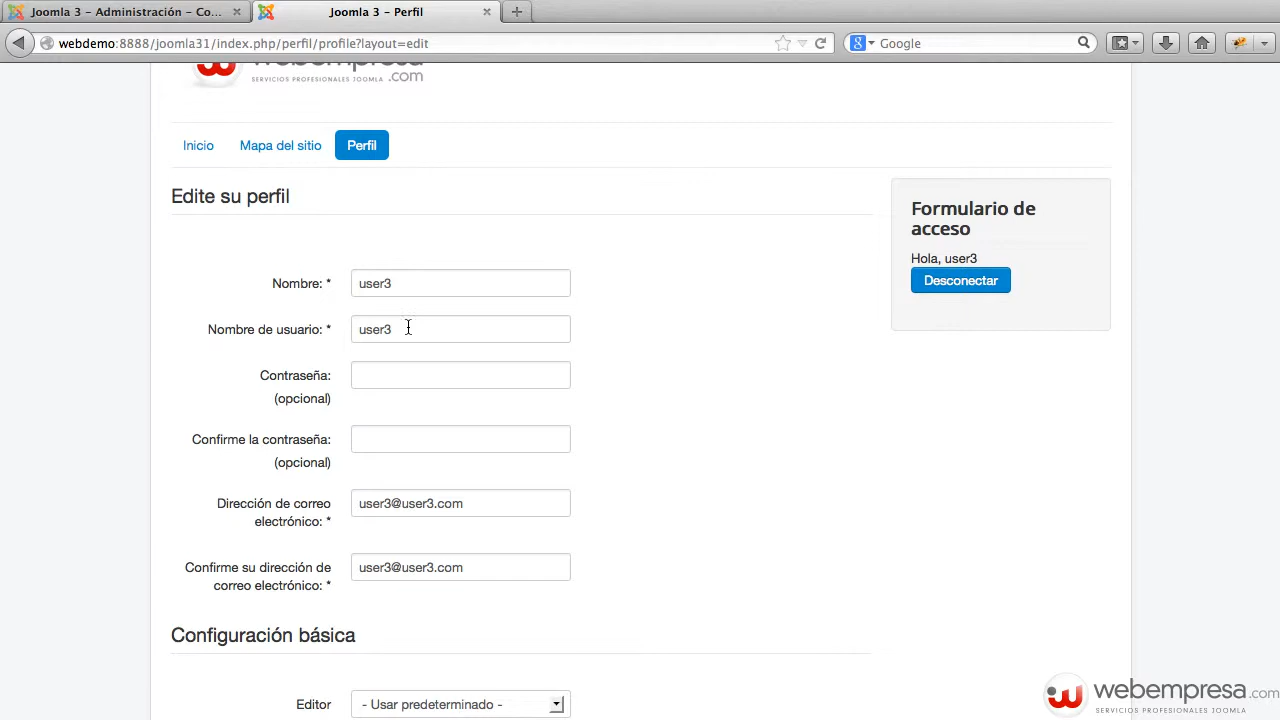 Joomla 3 - Administración - Co...
Joomla 3 - Perfil
webdemo:8888/joomla31/index.php/perfil/profile?layout=edit
Google
webempresa
SERVICIOS PROFESIONALES JOOMLA .com
Inicio Mapa del sitio Perfil
Edite su perfil
Nombre: * user3
Nombre de usuario: * user3
Contraseña:
(opcional)
Confirme la contraseña:
(opcional)
Dirección de correo
electrónico: *
user3@user3.com
Confirme su dirección de
correo electrónico: *
user3@user3.com
Configuración básica
Editor - Usar predeterminado -
Formulario de
acceso
Hola, user3
Desconectar
webempresa.com
SERVICIOS PROFESIONALES JOOMLA